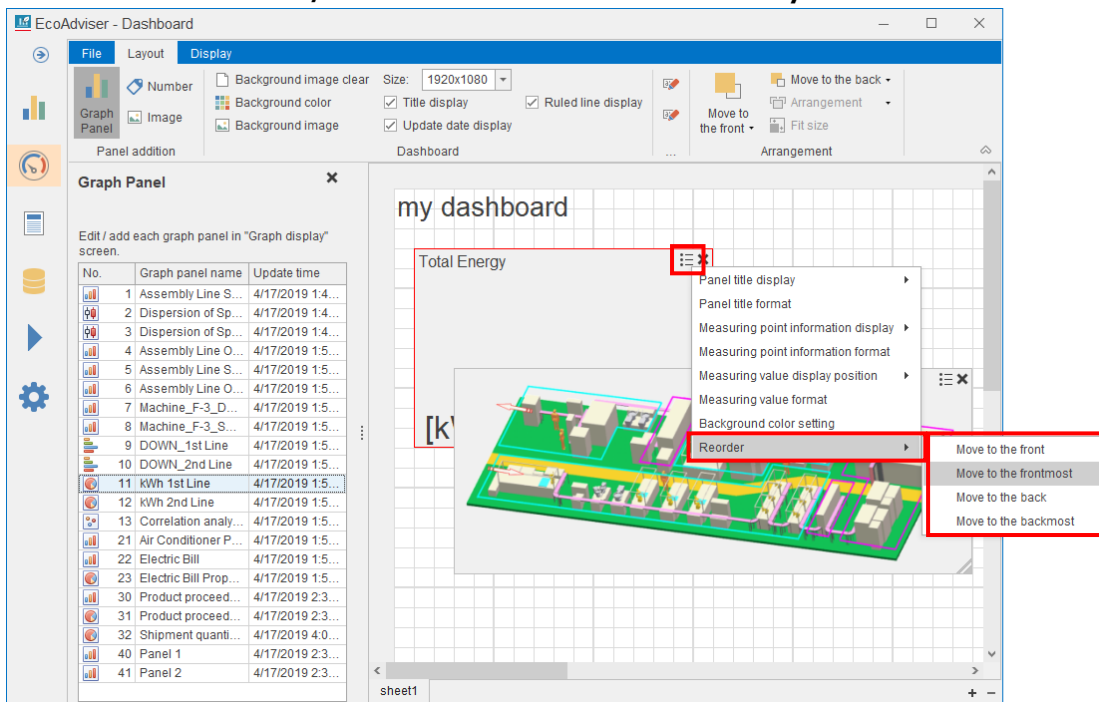 EcoAdviser - Dashboard
File Layout Display
Graph Panel
Number
Image
Panel addition
Background image clear
Background color
Background image
Size: 1920x1080
Title display
Ruled line display
Update date display
Dashboard
...
Move to the front
Move to the back
Arrangement
Fit size
Arrangement
Graph Panel
Edit / add each graph panel in "Graph display"
screen.
No. Graph panel name Update time
1 Assembly Line S... 4/17/2019 1:4...
2 Dispersion of Sp... 4/17/2019 1:4...
3 Dispersion of Sp... 4/17/2019 1:4...
4 Assembly Line O... 4/17/2019 1:5...
5 Assembly Line S... 4/17/2019 1:5...
6 Assembly Line O... 4/17/2019 1:5...
7 Machine_F-3_D... 4/17/2019 1:5...
8 Machine_F-3_S... 4/17/2019 1:5...
9 DOWN_1st Line 4/17/2019 1:5...
10 DOWN_2nd Line 4/17/2019 1:5...
11 kWh 1st Line 4/17/2019 1:5...
12 kWh 2nd Line 4/17/2019 1:5...
13 Correlation analy... 4/17/2019 1:5...
21 Air Conditioner P... 4/17/2019 1:5...
22 Electric Bill 4/17/2019 1:5...
23 Electric Bill Prop... 4/17/2019 1:5...
30 Product proceed... 4/17/2019 2:3...
31 Product proceed... 4/17/2019 2:3...
32 Shipment quanti... 4/17/2019 4:0...
40 Panel 1 4/17/2019 2:3...
41 Panel 2 4/17/2019 2:3...
my dashboard
Total Energy
[k
Panel title display
Panel title format
Measuring point information display
Measuring point information format
Measuring value display position
Measuring value format
Background color setting
Reorder
Move to the front
Move to the frontmost
Move to the back
Move to the backmost
sheet1